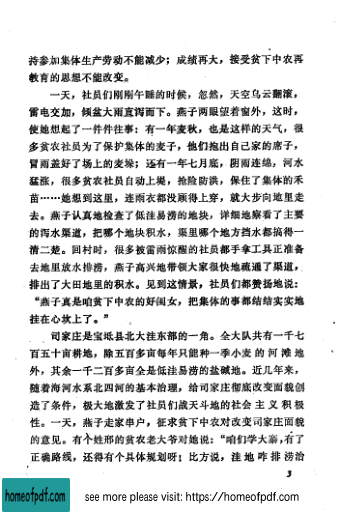 持参加集体生产劳动不能减少；成绩再大，接受贫下中农再
教育的思想不能改变。
一天，社员们刚刚午睡的时候，忽然，天空乌云翻滚，
雷电交加，倾盆大雨直泻而下。燕子两眼望着窗外，这时，
使她想起了一件件往事：有一年麦秋，也是这样的天气，很
多贫农社员为了保护集体的麦子，他们抱出自己家的席子，
冒雨盖好了场上的麦垛；还有一年七月底，阴雨连绵，河水
猛涨，很多贫农社员自动上堤，抢险防洪，保住了集体的禾
苗……她想到这里，连雨衣都没顾得上穿，就大步向地里走
去。燕子认真地检查了低洼易涝的地块，详细地察看了主要
的泻水渠道，把哪个地块积水，渠里哪个地方挡水都搞得一
清二楚。回村时，很多被雷雨惊醒的社员都手拿工具正准备
去地里放水排涝，燕子高兴地带领大家很快地疏通了渠道，
排出了大田地里的积水。见到这情景，社员们都赞扬地说：
“燕子真是咱贫下中农的好闺女，把集体的事都结结实实地
挂在心坎上了。”
司家庄是宝坻县北大洼东部的一角。全大队共有一千七
百五十亩耕地，除五百多亩每年只能种一季小麦的河滩地
外，其余一千二百多亩全是低洼易涝的盐碱地。近几年来，
随着海河水系北四河的基本治理，给司家庄彻底改变面貌创
造了条件，极大地激发了社员们战天斗地的社会主义积极
性。一天，燕子走家串户，征求贫下中农对改变司家庄面貌
的意见。有个姓邢的贫农老大爷对她说：“咱们学大寨，有了
正确路线，还得有个具体规划呀！比方说，洼地咋排涝治
3
homeofpdf.com
see more please visit: https://homeofpdf.com